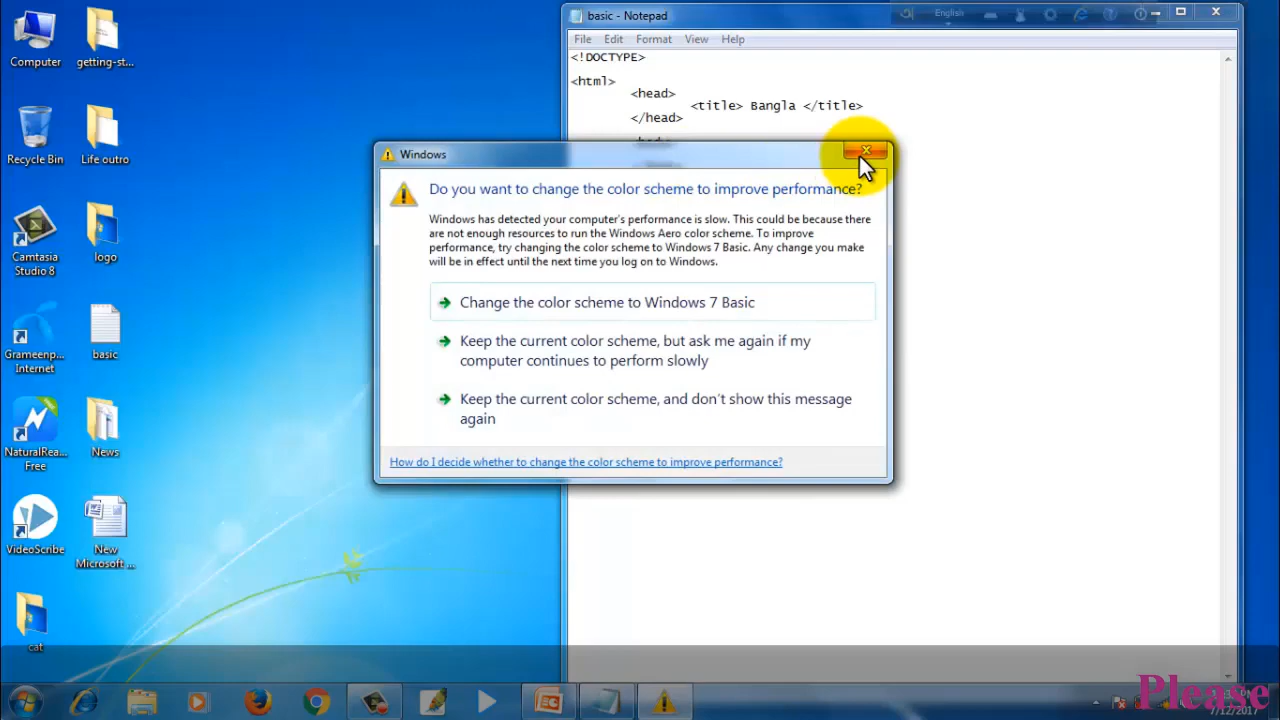 Computer
getting-st...
Recycle Bin
Life outro
Camtasia
Studio 8
logo
Grameenp...
Internet
basic
NaturalRea...
Free
News
VideoScribe
New
Microsoft ...
cat
basic - Notepad
English
File Edit Format View Help
<!DOCTYPE>
<html>
<head>
<title> Bangla </title>
</head>
Windows
Do you want to change the color scheme to improve performance?
Windows has detected your computer's performance is slow. This could be because there
are not enough resources to run the Windows Aero color scheme. To improve
performance, try changing the color scheme to Windows 7 Basic. Any change you make
will be in effect until the next time you log on to Windows.
Change the color scheme to Windows 7 Basic
Keep the current color scheme, but ask me again if my
computer continues to perform slowly
Keep the current color scheme, and don't show this message
again
How do I decide whether to change the color scheme to improve performance?
Please
7/12/2017